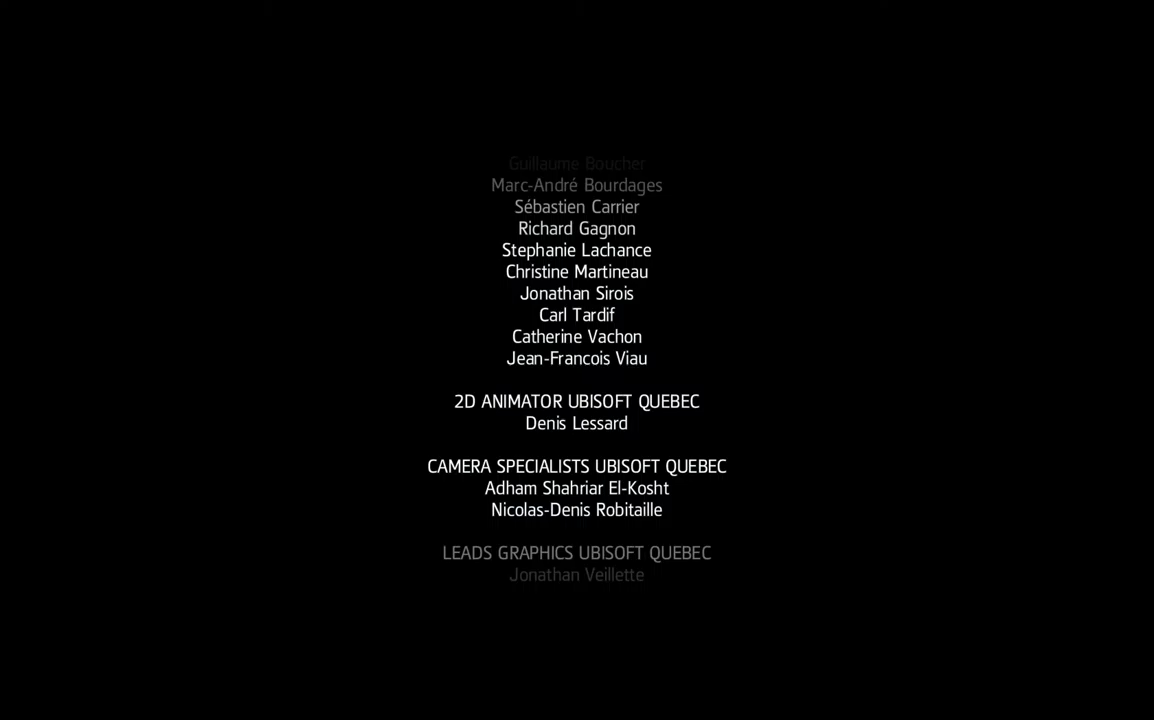 Guillaume Boucher
Marc-André Bourdages
Sébastien Carrier
Richard Gagnon
Stephanie Lachance
Christine Martineau
Jonathan Sirois
Carl Tardif
Catherine Vachon
Jean-Francois Viau
2D ANIMATOR UBISOFT QUEBEC
Denis Lessard
CAMERA SPECIALISTS UBISOFT QUEBEC
Adham Shahriar El-Kosht
Nicolas-Denis Robitaille
LEADS GRAPHICS UBISOFT QUEBEC
Jonathan Veillette